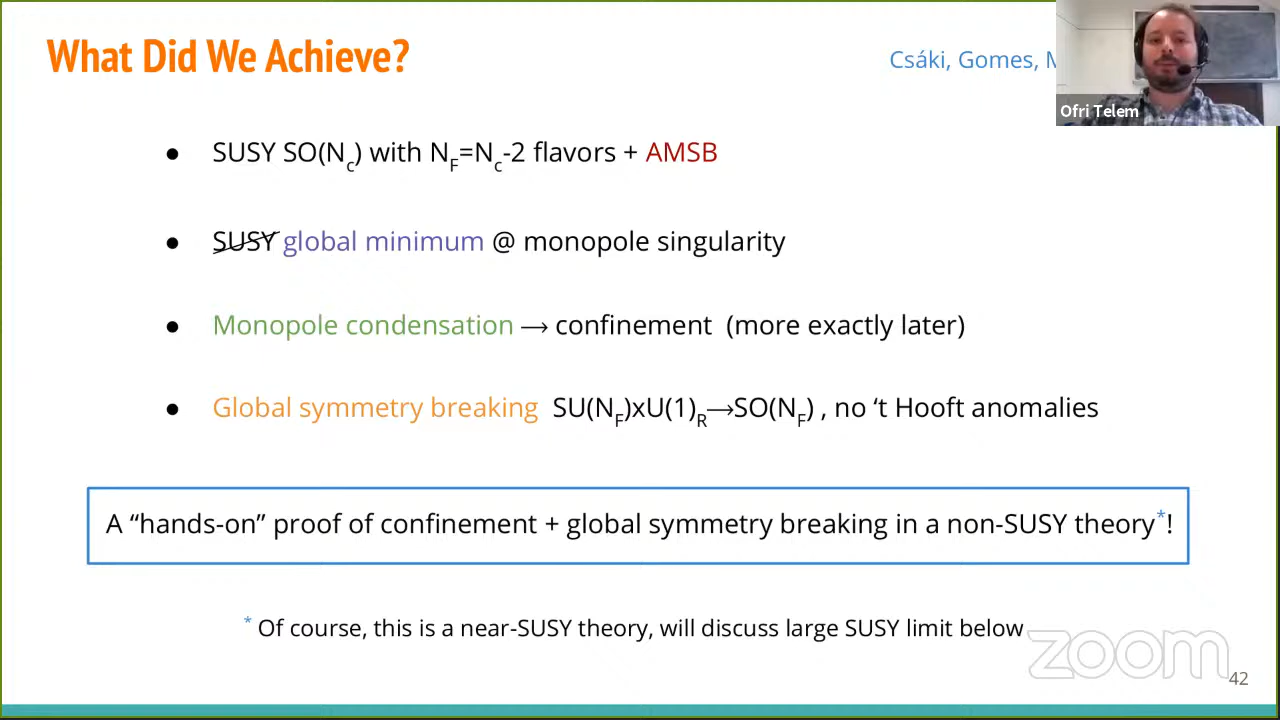 What Did We Achieve?
Csáki, Gomes,
Ofri Telem
● SUSY SO(Nc) with NF=Nc-2 flavors + AMSB
● SUSY global minimum @ monopole singularity
● Monopole condensation → confinement (more exactly later)
● Global symmetry breaking SU(NF)xU(1)R→SO(NF) , no ‘t Hooft anomalies
A “hands-on” proof of confinement + global symmetry breaking in a non-SUSY theory*!
* Of course, this is a near-SUSY theory, will discuss large SUSY limit below
zoom
42